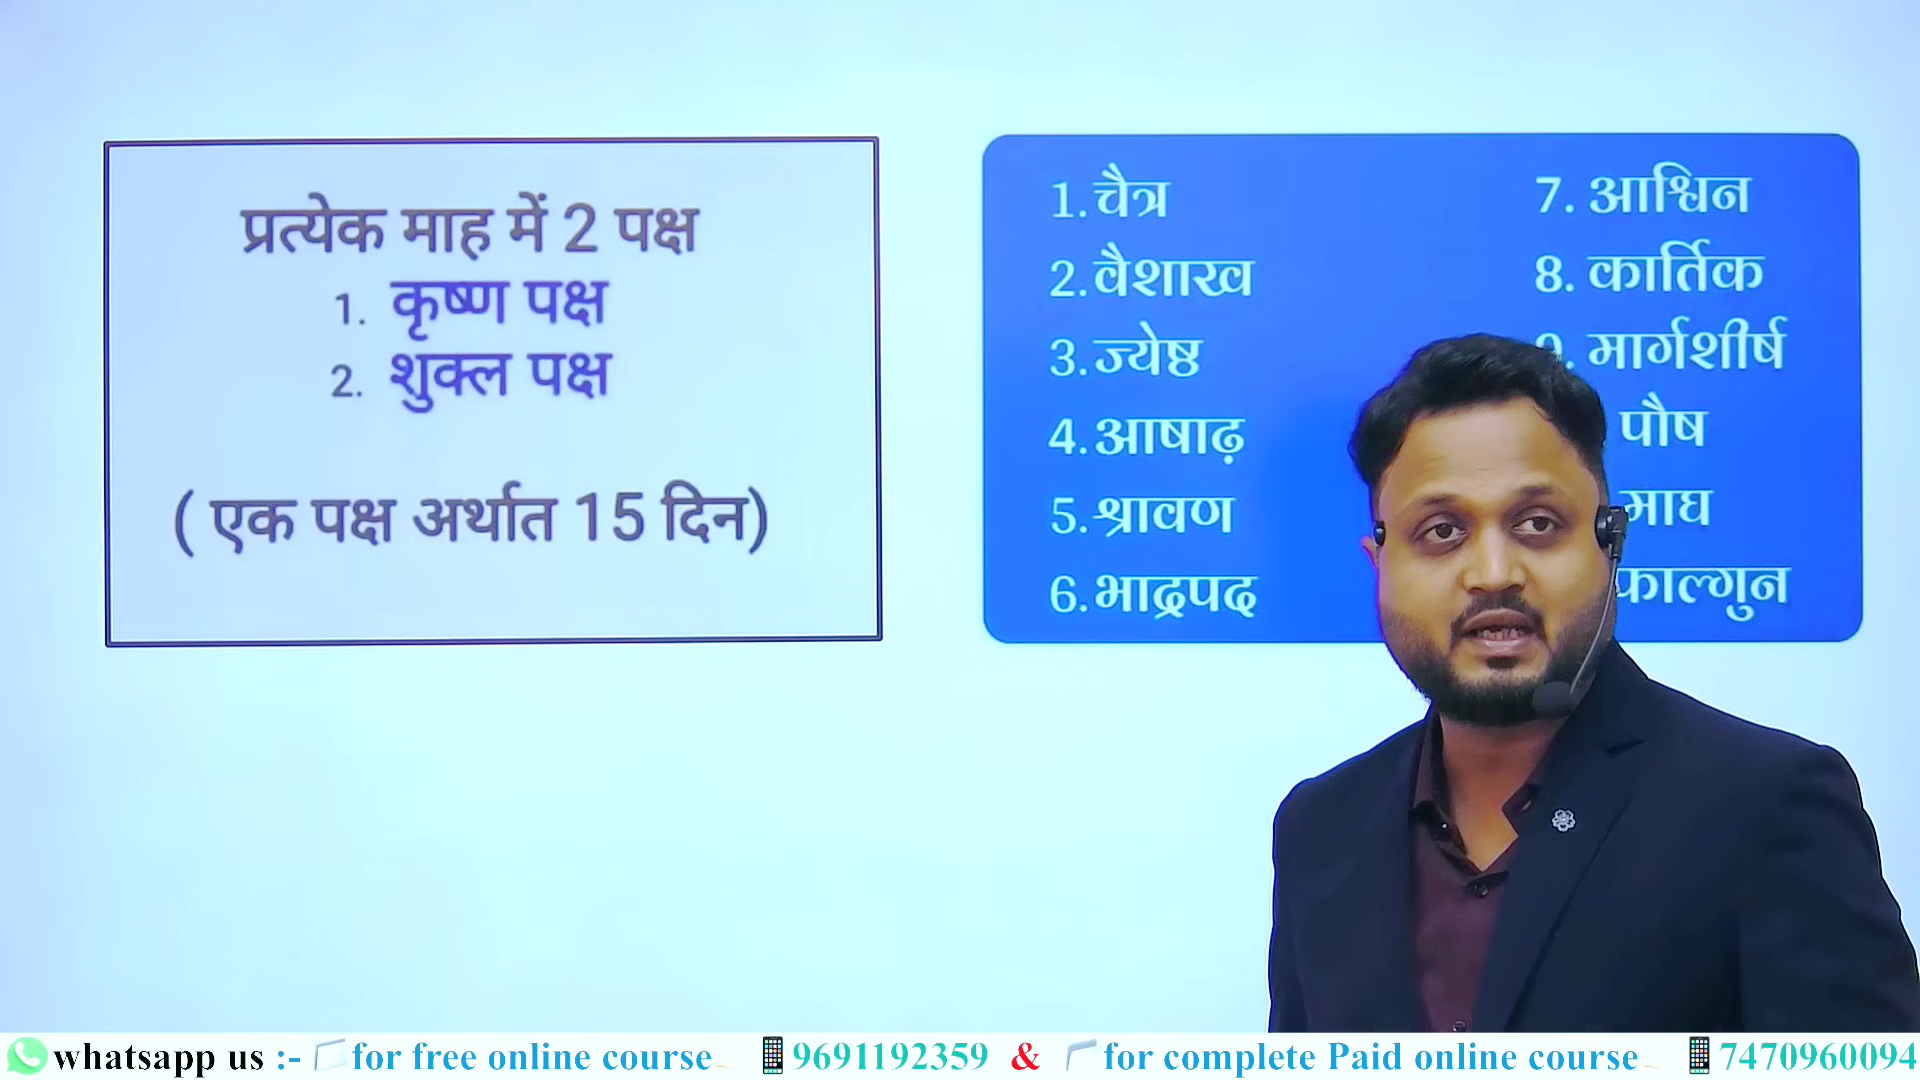 प्रत्येक माह में 2 पक्ष
1. कृष्ण पक्ष
2. शुक्ल पक्ष
( एक पक्ष अर्थात 15 दिन)
1. चैत्र
2. वैशाख
3. ज्येष्ठ
4. आषाढ़
5. श्रावण
6. भाद्रपद
7. आश्विन
8. कार्तिक
मार्गशीर्ष
पौष
माघ
फाल्गुन
whatsapp us :- for free online course 9691192359 & for complete Paid online course 7470960094